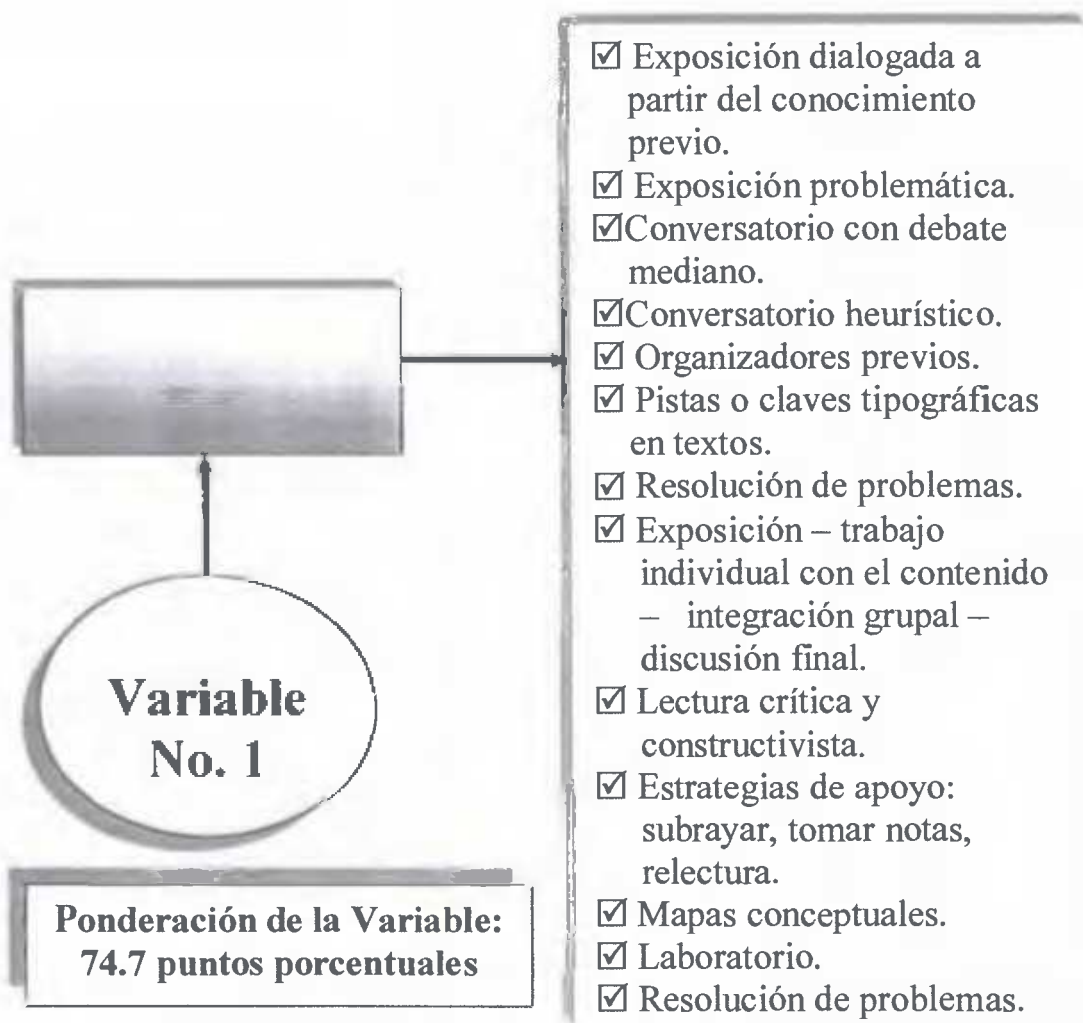 Variable
No. 1
Ponderación de la Variable:
74.7 puntos porcentuales
☑ Exposición dialogada a
partir del conocimiento
previo.
☑ Exposición problemática.
☑Conversatorio con debate
mediano.
☑Conversatorio heurístico.
☑ Organizadores previos.
☑ Pistas o claves tipográficas
en textos.
☑ Resolución de problemas.
☑ Exposición – trabajo
individual con el contenido
– integración grupal –
discusión final.
☑ Lectura crítica y
constructivista.
☑ Estrategias de apoyo:
subrayar, tomar notas,
relectura.
☑ Mapas conceptuales.
☑ Laboratorio.
☑ Resolución de problemas.